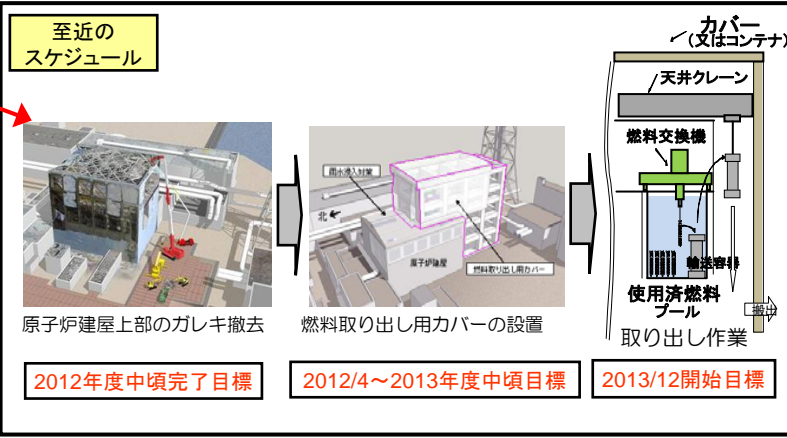 至近の
スケジュール
カバー
(又はコンテナ)
天井クレーン
燃料交換機
雨水浸入対策
北
原子炉建屋
燃料取り出し用カバー
輸送容器
使用済燃料
プール
搬出
原子炉建屋上部のガレキ撤去
燃料取り出し用カバーの設置
取り出し作業
2012年度中頃完了目標
2012/4～2013年度中頃目標
2013/12開始目標